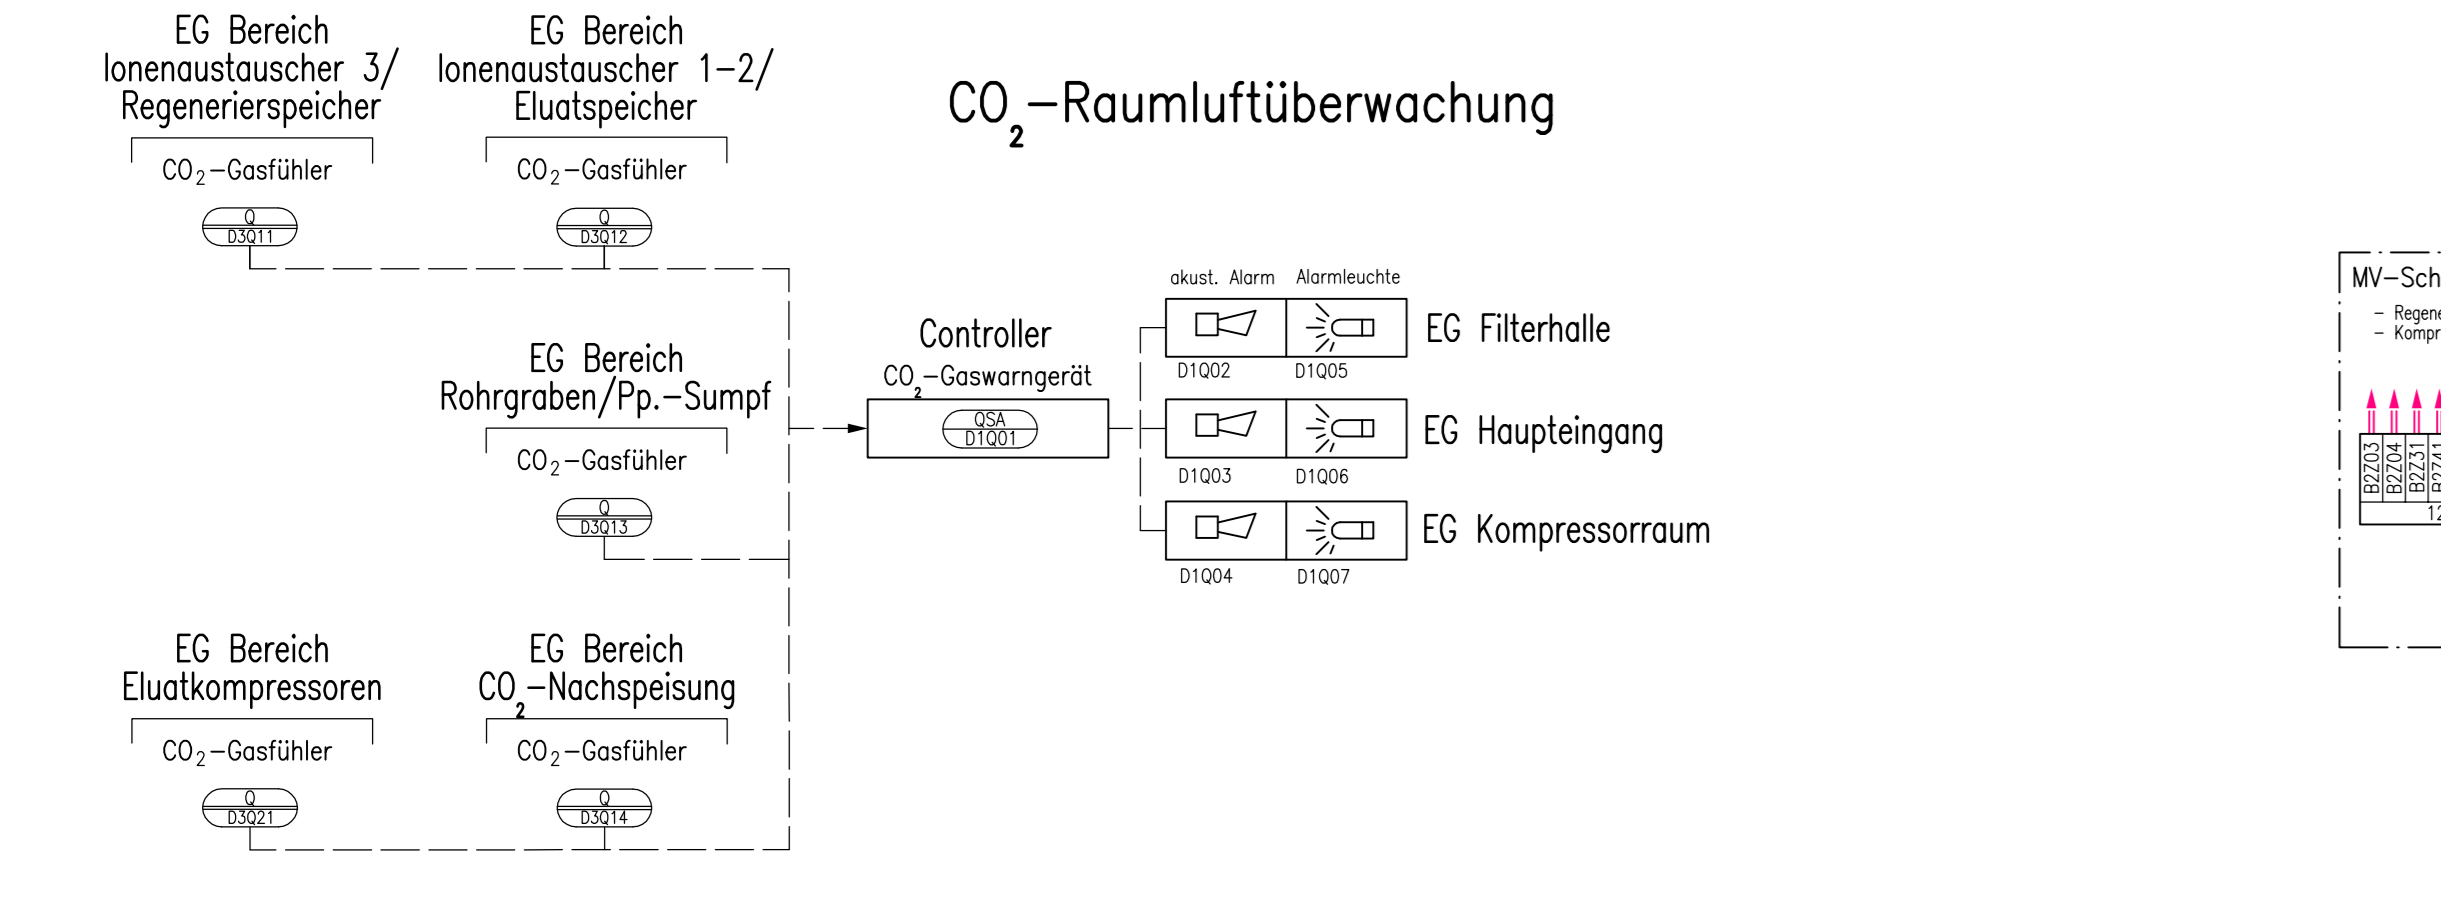 EG Bereich
Ionenaustauscher 3/
Regenerierspeicher
CO₂-Gasfühler
Q
D3Q11
EG Bereich
Ionenaustauscher 1-2/
Eluatspeicher
CO₂-Gasfühler
Q
D3Q12
CO₂-Raumluftüberwachung
EG Bereich
Rohrgraben/Pp.-Sumpf
CO₂-Gasfühler
Q
D3Q13
EG Bereich
Eluatkompressoren
CO₂-Gasfühler
Q
D3Q21
EG Bereich
CO₂-Nachspeisung
CO₂-Gasfühler
Q
D3Q14
Controller
CO₂-Gaswarngerät
QSA
D1Q01
akust. Alarm Alarmleuchte
EG Filterhalle
D1Q02 D1Q05
EG Haupteingang
D1Q03 D1Q06
EG Kompressorraum
D1Q04 D1Q07
MV-Sch
- Regene
- Kompr
B2Z03
B2Z04
B2Z31
12